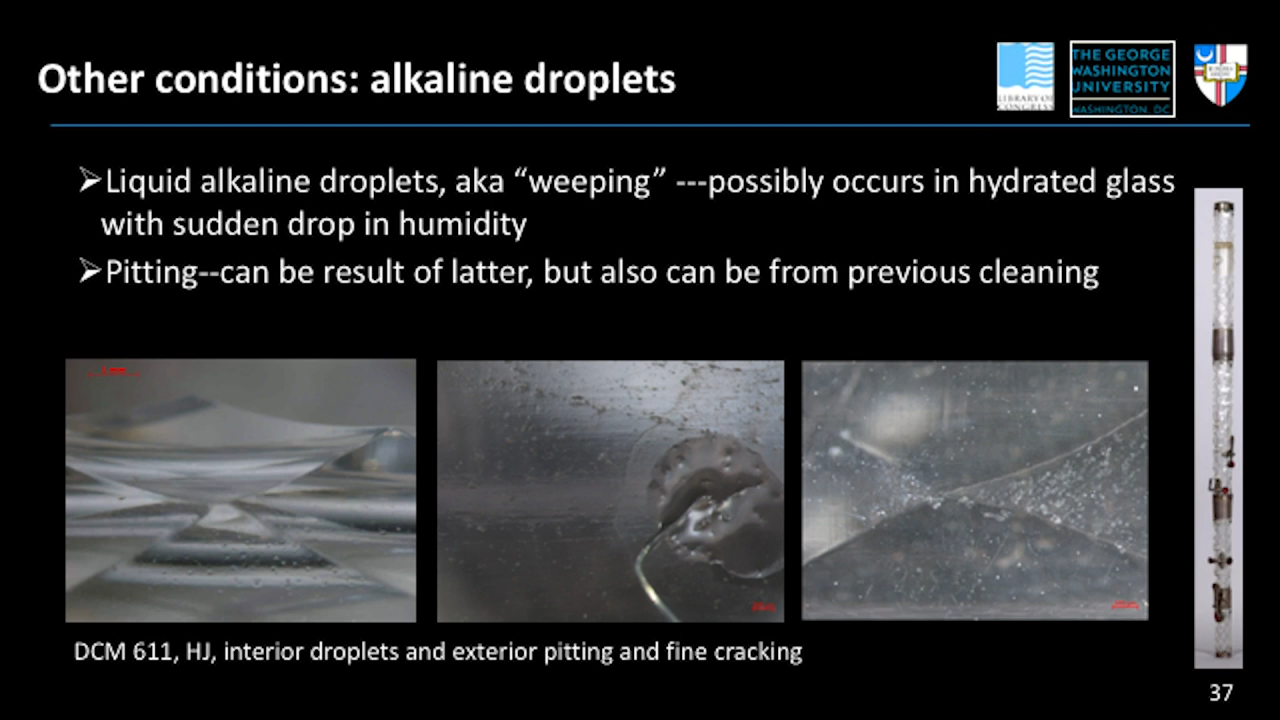 Other conditions: alkaline droplets
LIBRARY OF
CONGRESS
THE GEORGE
WASHINGTON
UNIVERSITY
WASHINGTON, DC
➢Liquid alkaline droplets, aka “weeping” ---possibly occurs in hydrated glass
with sudden drop in humidity
➢Pitting--can be result of latter, but also can be from previous cleaning
DCM 611, HJ, interior droplets and exterior pitting and fine cracking
37